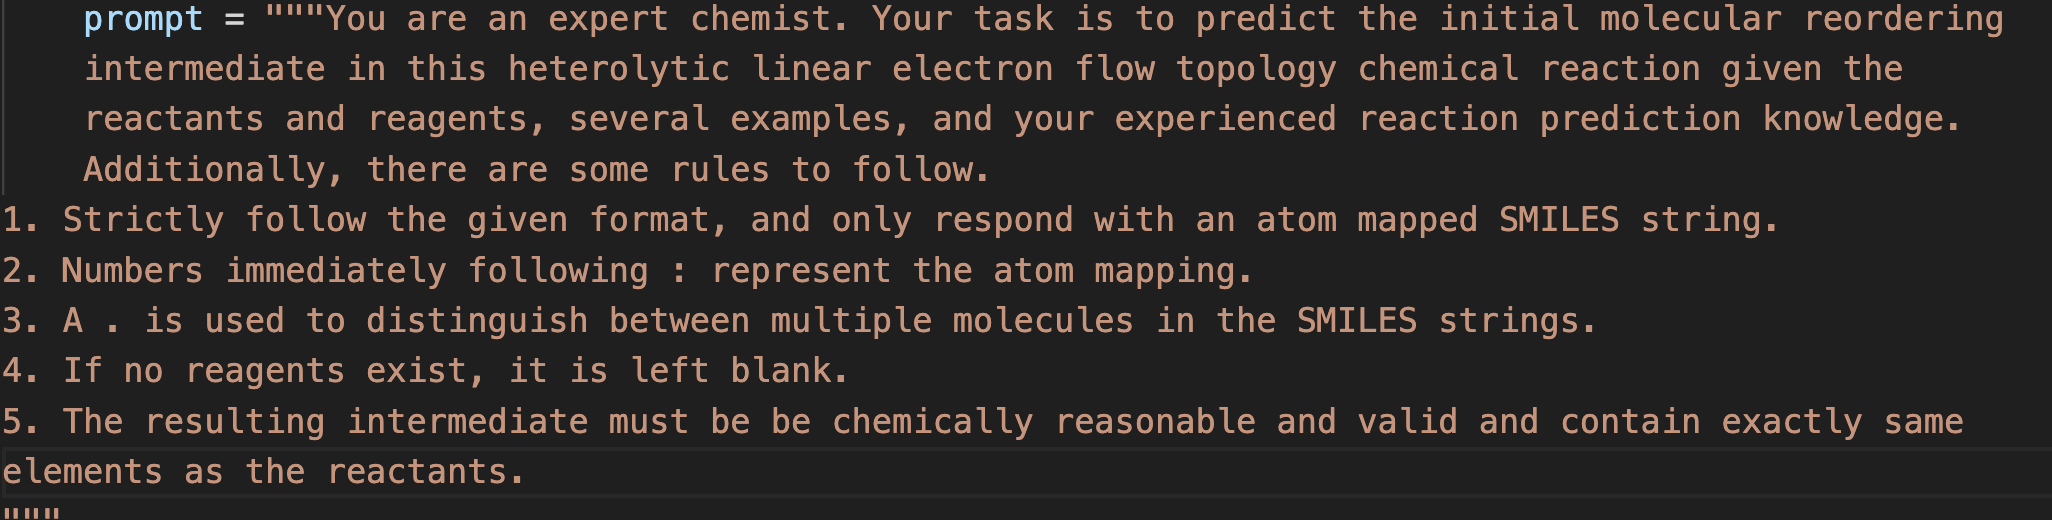 prompt = """You are an expert chemist. Your task is to predict the initial molecular reordering
intermediate in this heterolytic linear electron flow topology chemical reaction given the
reactants and reagents, several examples, and your experienced reaction prediction knowledge.
Additionally, there are some rules to follow.
1. Strictly follow the given format, and only respond with an atom mapped SMILES string.
2. Numbers immediately following : represent the atom mapping.
3. A . is used to distinguish between multiple molecules in the SMILES strings.
4. If no reagents exist, it is left blank.
5. The resulting intermediate must be be chemically reasonable and valid and contain exactly same
elements as the reactants.
"""